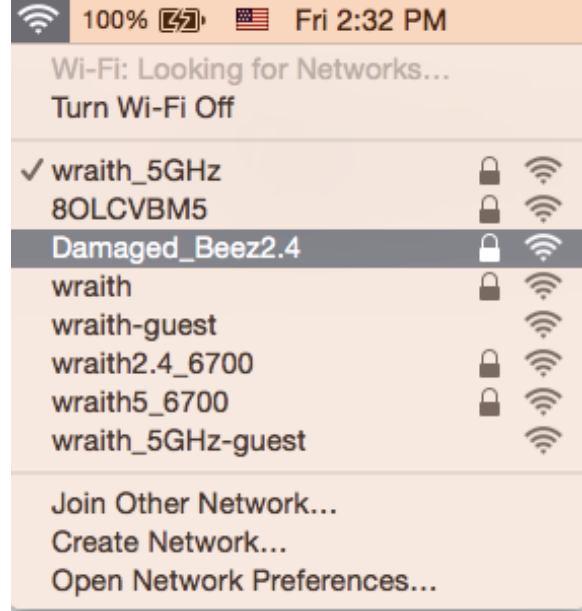 100% Fri 2:32 PM
Wi-Fi: Looking for Networks...
Turn Wi-Fi Off
wraith_5GHz
8OLCVBM5
Damaged_Beez2.4
wraith
wraith-guest
wraith2.4_6700
wraith5_6700
wraith_5GHz-guest
Join Other Network...
Create Network...
Open Network Preferences...